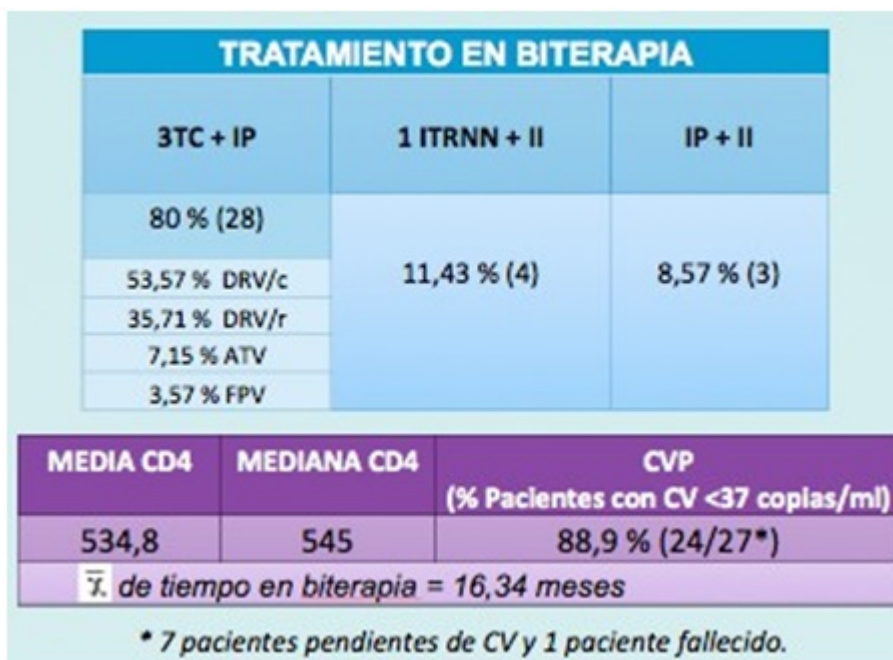 TRATAMIENTO EN BITERAPIA
3TC + IP
1 ITRNN + II
IP + II
80 % (28)
53,57 % DRV/c
35,71 % DRV/r
7,15 % ATV
3,57 % FPV
11,43 % (4)
8,57 % (3)
MEDIA CD4
MEDIANA CD4
CVP
(% Pacientes con CV <37 copias/ml)
534,8
545
88,9 % (24/27*)
x̅ de tiempo en biterapia = 16,34 meses
* 7 pacientes pendientes de CV y 1 paciente fallecido.